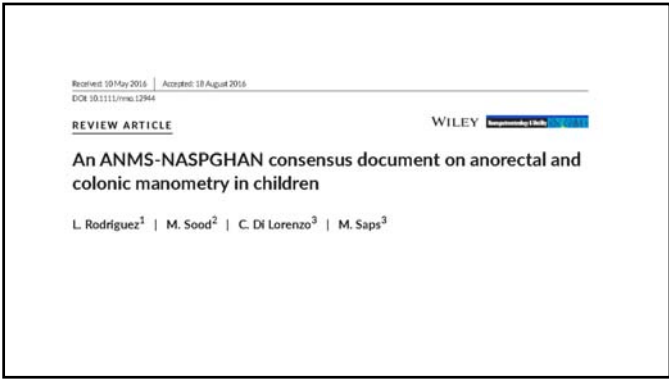 Received: 10 May 2016 | Accepted: 18 August 2016
DOI: 10.1111/nmo.12944
REVIEW ARTICLE
WILEY
An ANMS-NASPGHAN consensus document on anorectal and
colonic manometry in children
L. Rodriguez1 | M. Sood2 | C. Di Lorenzo3 | M. Saps3